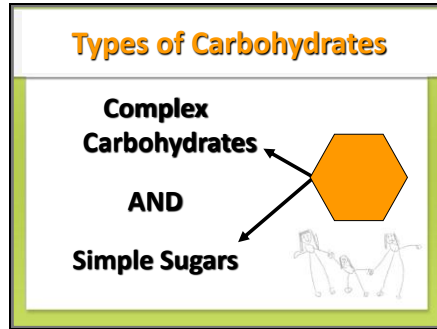 Types of Carbohydrates
Complex
Carbohydrates
AND
Simple Sugars